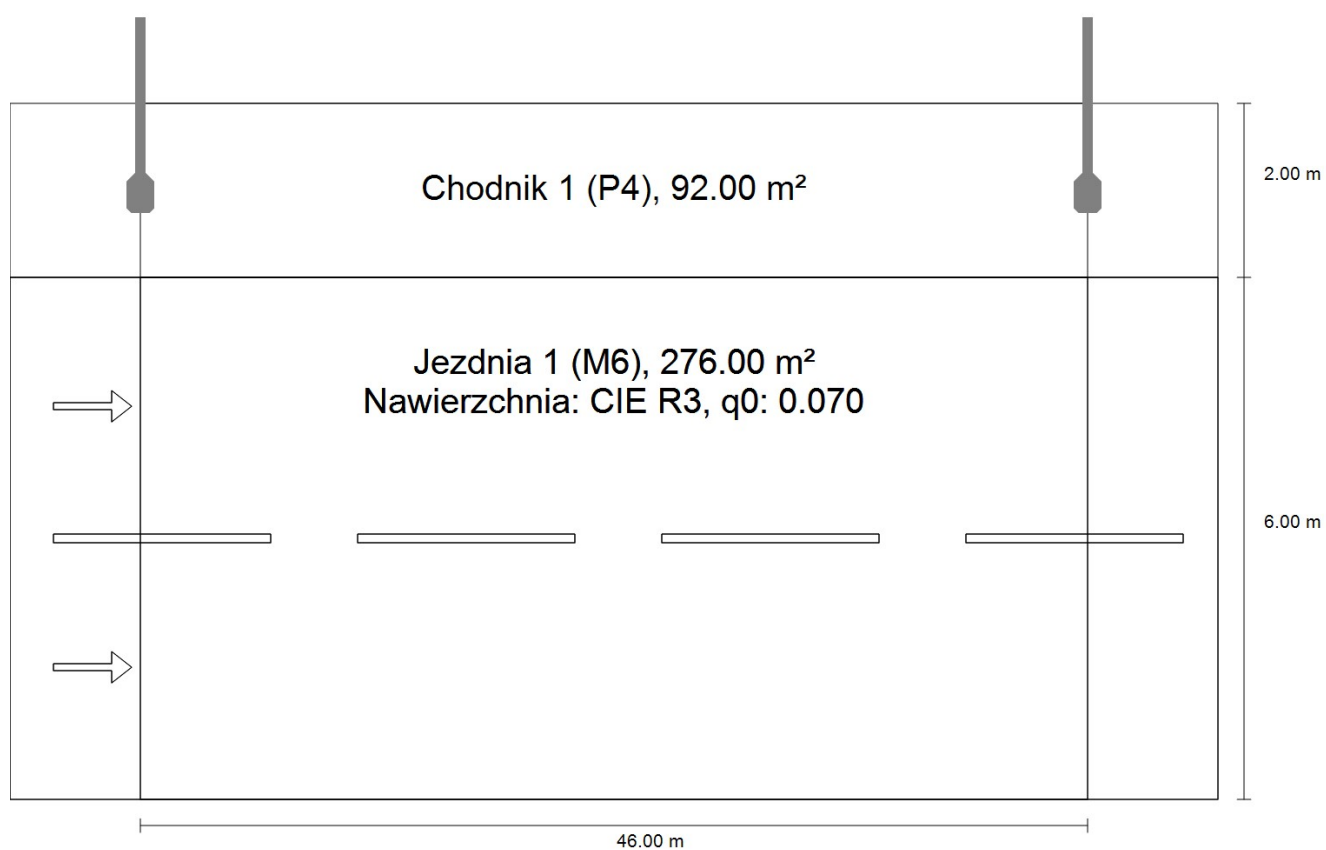 Chodnik 1 (P4), 92.00 m²
2.00 m
Jezdnia 1 (M6), 276.00 m²
Nawierzchnia: CIE R3, q0: 0.070
6.00 m
46.00 m